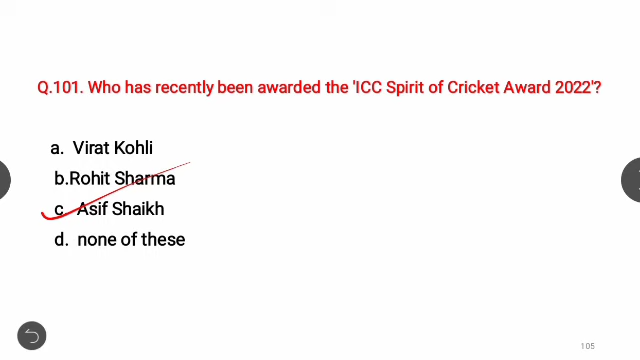 Q.101. Who has recently been awarded the 'ICC Spirit of Cricket Award 2022'?
a. Virat Kohli
b.Rohit Sharma
c. Asif Shaikh
d. none of these
105